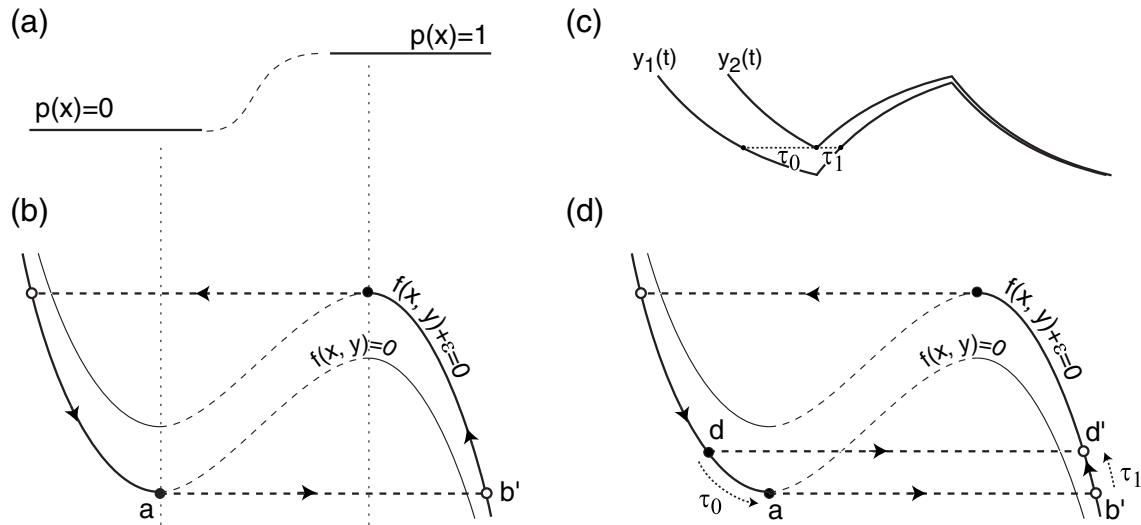 (a)
p(x)=1
p(x)=0
(b)
f(x, y)+ε=0
f(x, y)=0
a
b'
(c)
y₁(t)
y₂(t)
τ₀
τ₁
(d)
f(x, y)+ε=0
f(x, y)=0
d
d'
τ₀
τ₁
a
b'